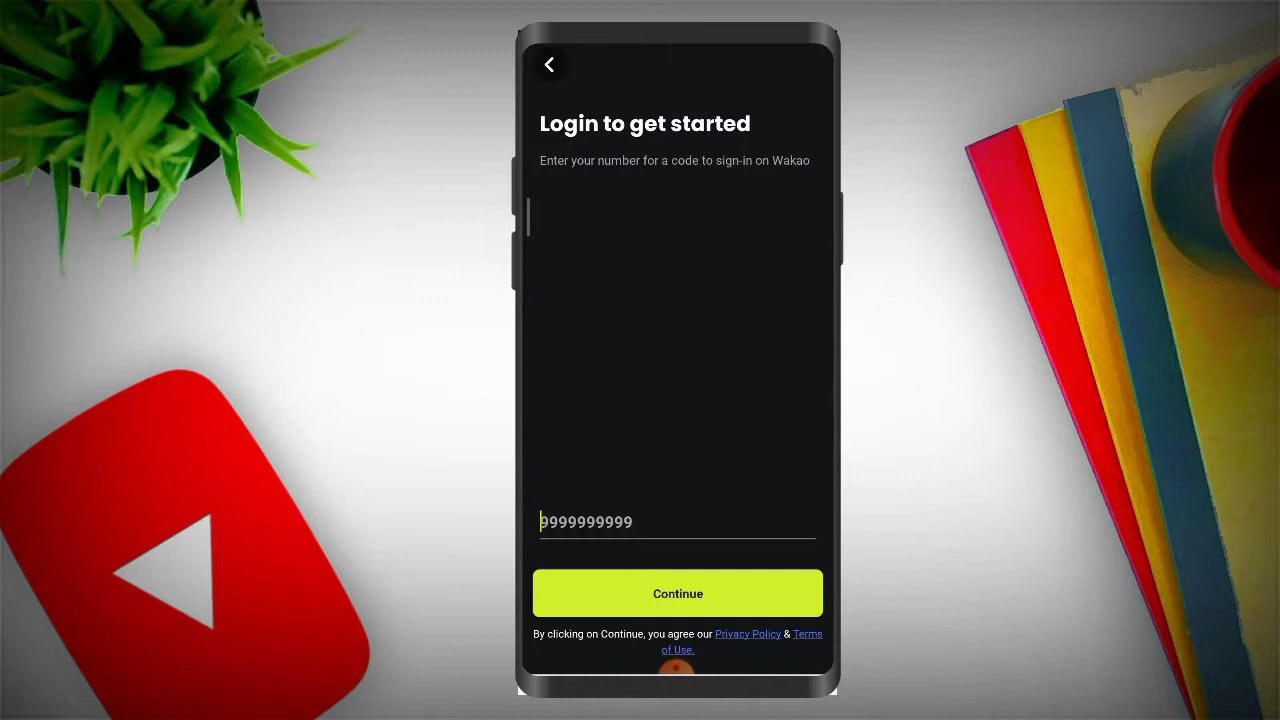 Login to get started
Enter your number for a code to sign-in on Wakao
9999999999
Continue
By clicking on Continue, you agree our Privacy Policy & Terms
of Use.